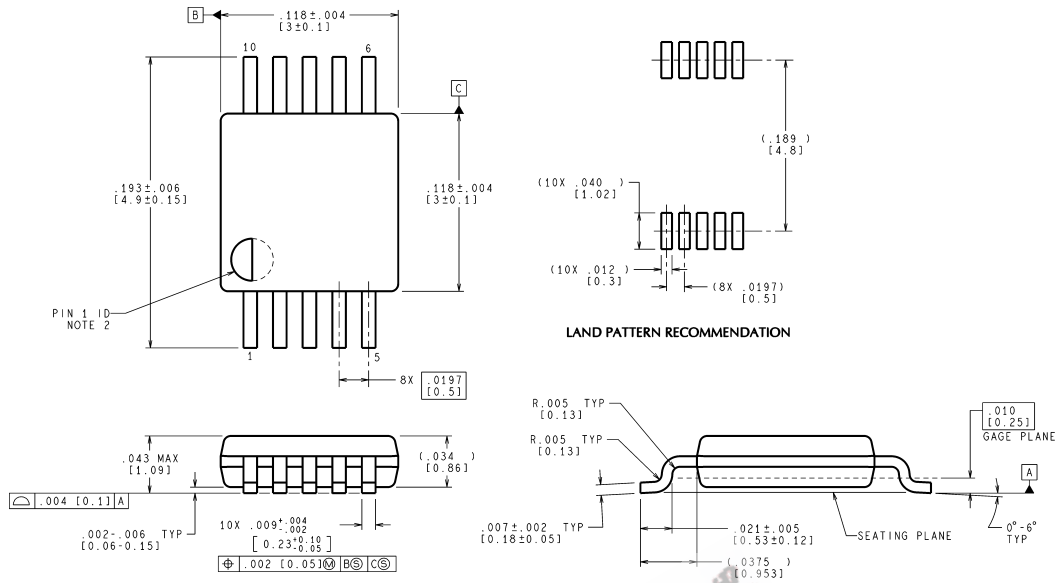 B
.118±.004
[3±0.1]
10
6
C
.193±.006
[4.9±0.15]
.118±.004
[3±0.1]
PIN 1 ID
NOTE 2
1
5
8X .0197
[0.5]
(.189 )
[4.8]
(10X .040 )
[1.02]
(10X .012 )
[0.3]
(8X .0197)
[0.5]
LAND PATTERN RECOMMENDATION
.043 MAX
[1.09]
(.034 )
[0.86]
⌓ .004 [0.1] A
.002-.006 TYP
[0.06-0.15]
10X .009 +.004 -.002
[ 0.23 +0.10 -0.05 ]
⌖ .002 [0.05]Ⓜ BⓈ CⓈ
R.005 TYP
[0.13]
R.005 TYP
[0.13]
.010
[0.25]
GAGE PLANE
A
.007±.002 TYP
[0.18±0.05]
.021±.005
[0.53±0.12]
SEATING PLANE
0°-6°
TYP
(.0375 )
[0.953]